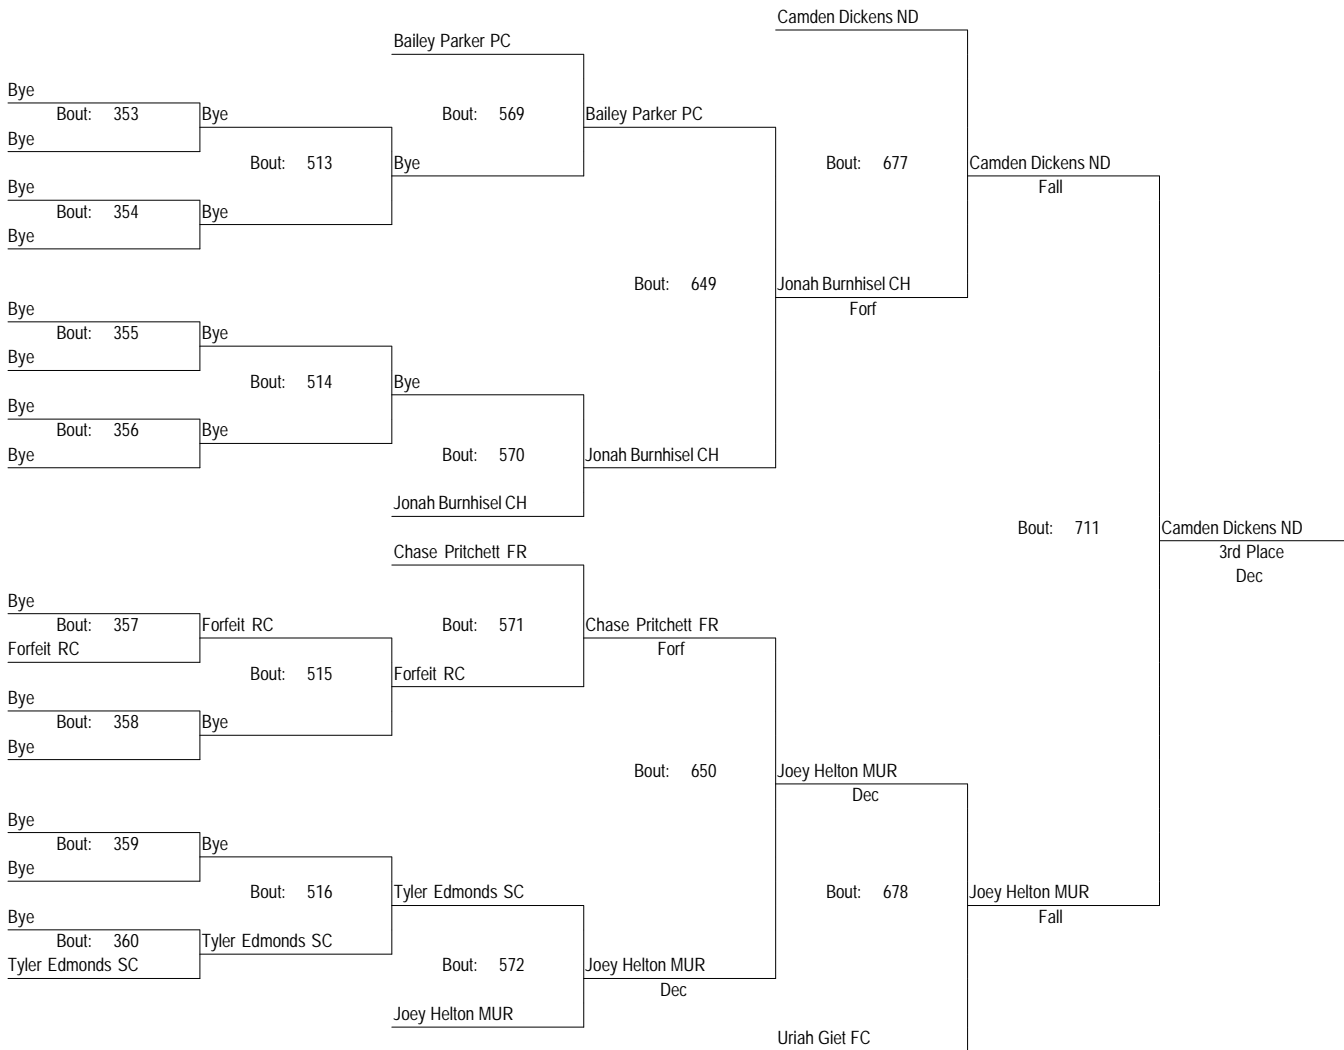 Camden Dickens ND
Bailey Parker PC
Bye
Bout: 353
Bye
Bout: 569
Bailey Parker PC
Bye
Bout: 513
Bye
Bout: 677
Camden Dickens ND
Bye
Fall
Bout: 354
Bye
Bye
Bout: 649
Jonah Burnhisel CH
Bye
Forf
Bout: 355
Bye
Bye
Bout: 514
Bye
Bye
Bout: 356
Bye
Bye
Bout: 570
Jonah Burnhisel CH
Jonah Burnhisel CH
Bout: 711
Camden Dickens ND
Chase Pritchett FR
3rd Place
Dec
Bye
Bout: 357
Forfeit RC
Bout: 571
Chase Pritchett FR
Forfeit RC
Forf
Bout: 515
Forfeit RC
Bye
Bout: 358
Bye
Bye
Bout: 650
Joey Helton MUR
Dec
Bye
Bout: 359
Bye
Bye
Bout: 516
Tyler Edmonds SC
Bout: 678
Joey Helton MUR
Bye
Fall
Bout: 360
Tyler Edmonds SC
Tyler Edmonds SC
Bout: 572
Joey Helton MUR
Dec
Joey Helton MUR
Uriah Giet FC